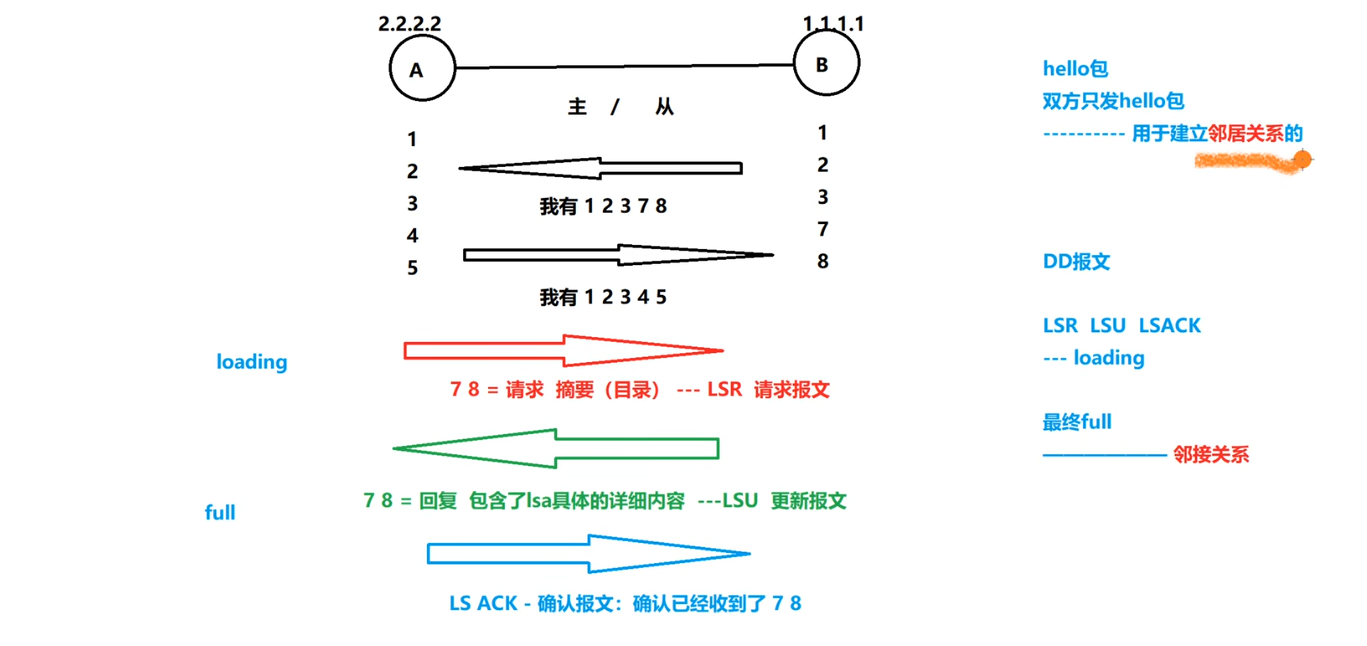 2.2.2.2
1.1.1.1
A
B
主 / 从
1
2
3
4
5
1
2
3
7
8
我有 1 2 3 7 8
我有 1 2 3 4 5
loading
7 8 = 请求 摘要（目录） --- LSR 请求报文
7 8 = 回复 包含了lsa具体的详细内容 ---LSU 更新报文
full
LS ACK - 确认报文：确认已经收到了 7 8
hello包
双方只发hello包
---------- 用于建立邻居关系的
DD报文
LSR LSU LSACK
--- loading
最终full
——————— 邻接关系